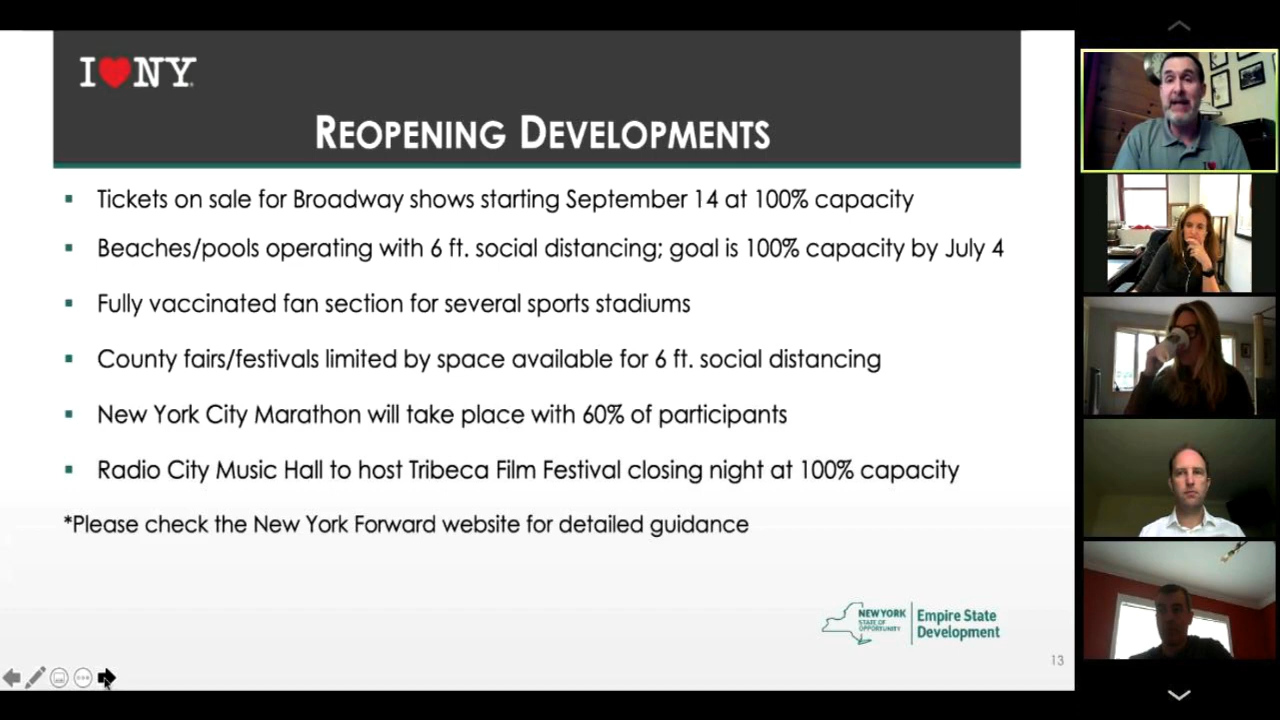 I NY
REOPENING DEVELOPMENTS
Tickets on sale for Broadway shows starting September 14 at 100% capacity
Beaches/pools operating with 6 ft. social distancing; goal is 100% capacity by July 4
Fully vaccinated fan section for several sports stadiums
County fairs/festivals limited by space available for 6 ft. social distancing
New York City Marathon will take place with 60% of participants
Radio City Music Hall to host Tribeca Film Festival closing night at 100% capacity
*Please check the New York Forward website for detailed guidance
NEW YORK
STATE OF
OPPORTUNITY
Empire State
Development
13